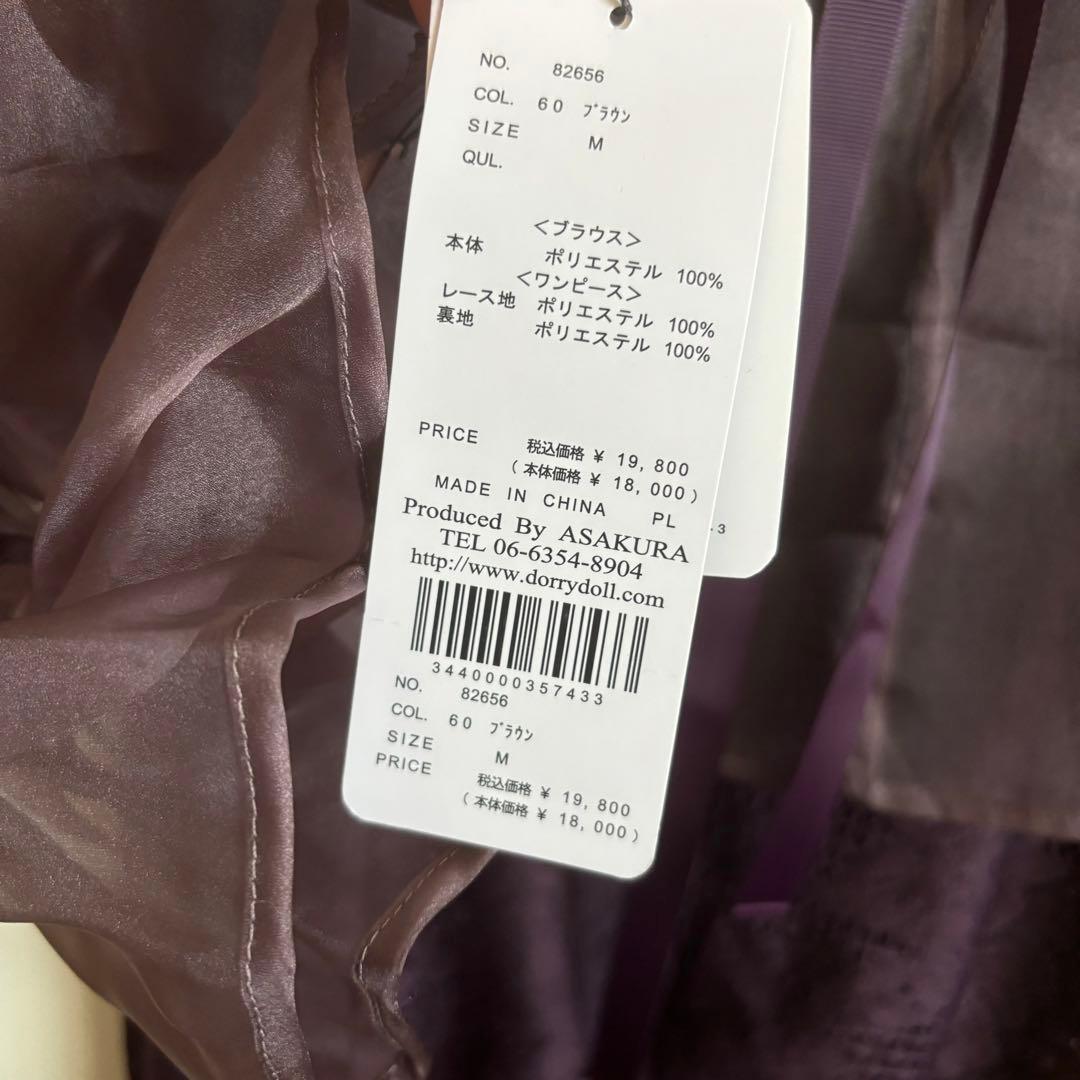 NO. 82656
COL. 60 ﾌﾞﾗｳﾝ
SIZE M
QUL.
<ブラウス>
本体 ポリエステル 100%
<ワンピース>
レース地 ポリエステル 100%
裏地 ポリエステル 100%
PRICE 税込価格 ¥ 19,800
(本体価格 ¥ 18,000)
MADE IN CHINA PL
Produced By ASAKURA
TEL 06-6354-8904
http://www.dorrydoll.com
3440000357433
NO. 82656
COL. 60 ﾌﾞﾗｳﾝ
SIZE M
PRICE 税込価格 ¥ 19,800
(本体価格 ¥ 18,000)